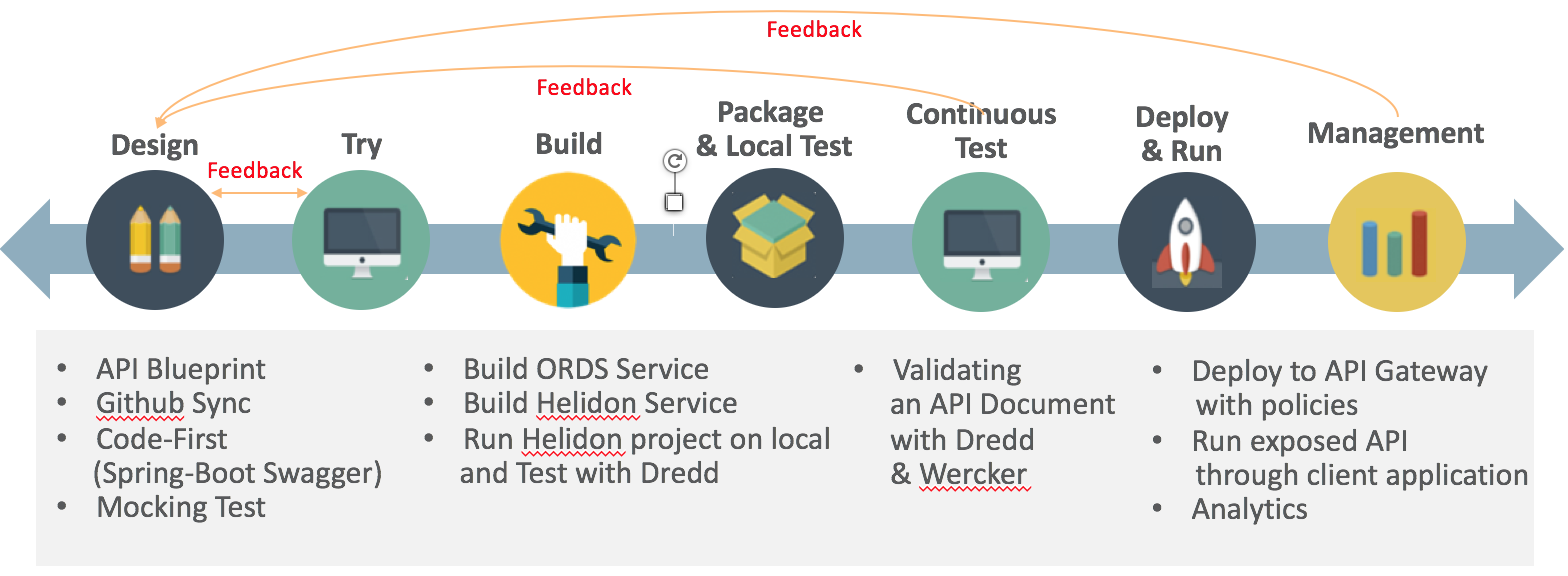 Feedback
Feedback
Design
Try
Build
Package
& Local Test
Continuous
Test
Deploy
& Run
Management
Feedback
• API Blueprint
• Github Sync
• Code-First
(Spring-Boot Swagger)
• Mocking Test
• Build ORDS Service
• Build Helidon Service
• Run Helidon project on local
and Test with Dredd
• Validating
an API Document
with Dredd
& Wercker
• Deploy to API Gateway
with policies
• Run exposed API
through client application
• Analytics